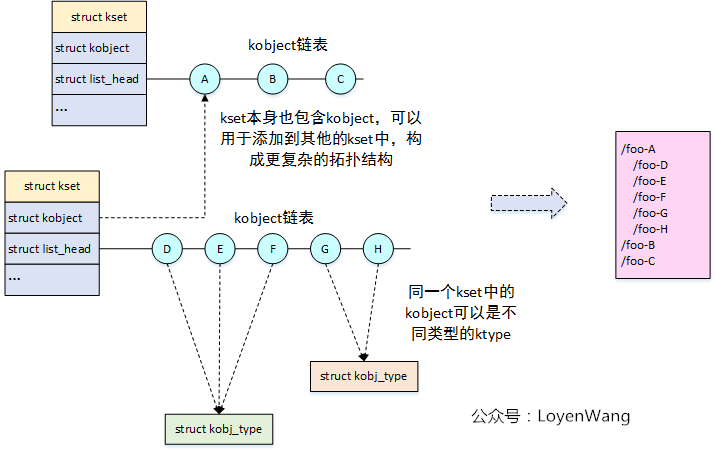 struct kset
struct kobject
struct list_head
...
kobject链表
A
B
C
kset本身也包含kobject，可以
用于添加到其他的kset中，构
成更复杂的拓扑结构
struct kset
struct kobject
struct list_head
...
kobject链表
D
E
F
G
H
同一个kset中的
kobject可以是不
同类型的ktype
struct kobj_type
struct kobj_type
/foo-A
/foo-D
/foo-E
/foo-F
/foo-G
/foo-H
/foo-B
/foo-C
公众号：LoyenWang